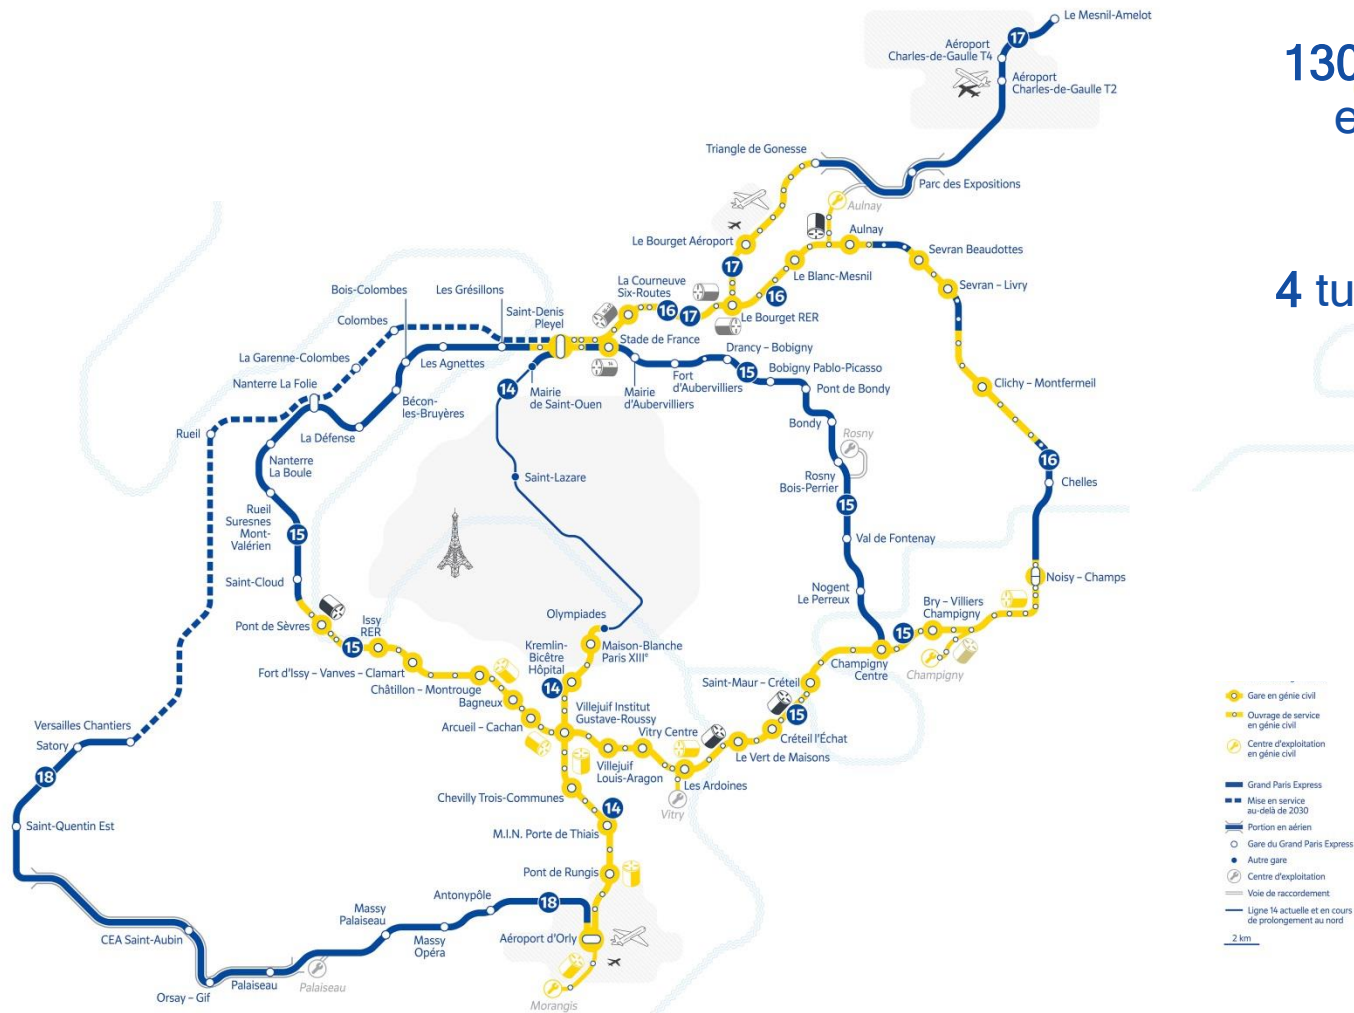 Le Mesnil-Amelot
17
Aéroport
Charles-de-Gaulle T4
Aéroport
Charles-de-Gaulle T2
130
e
Triangle de Gonesse
Parc des Expositions
Aulnay
Le Bourget Aéroport
Aulnay
Sevran Beaudottes
17
Le Blanc-Mesnil
La Courneuve
Six-Routes
Sevran – Livry
4 tu
Bois-Colombes
Les Grésillons
16
16
17
Le Bourget RER
Saint-Denis
Pleyel
Colombes
Stade de France
Drancy – Bobigny
La Garenne-Colombes
Les Agnettes
15
Bobigny Pablo-Picasso
Nanterre La Folie
14
Mairie
de Saint-Ouen
Mairie
d'Aubervilliers
Fort
d'Aubervilliers
Pont de Bondy
Clichy – Montfermeil
Bécon-
les-Bruyères
Bondy
Rueil
La Défense
Rosny
Nanterre
La Boule
16
Saint-Lazare
Rosny
Bois-Perrier
Chelles
Rueil
Suresnes
Mont-
Valérien
15
15
Val de Fontenay
Saint-Cloud
Noisy – Champs
Nogent
Le Perreux
Bry – Villiers
Champigny
Olympiades
Pont de Sèvres
Issy
RER
15
15
Kremlin-
Bicêtre
Hôpital
Maison-Blanche
Paris XIIIe
Fort d'Issy – Vanves – Clamart
Champigny
Centre
Champigny
Châtillon – Montrouge
14
Saint-Maur – Créteil
Bagneux
Villejuif Institut
Gustave-Roussy
15
Arcueil – Cachan
Vitry Centre
Créteil l'Échat
Versailles Chantiers
Satory
Le Vert de Maisons
Villejuif
Louis-Aragon
Les Ardoines
18
Chevilly Trois-Communes
14
Vitry
Saint-Quentin Est
M.I.N. Porte de Thiais
Pont de Rungis
Antonypôle
18
Massy
Palaiseau
CEA Saint-Aubin
Massy
Opéra
Aéroport d'Orly
Orsay – Gif
Palaiseau
Palaiseau
Morangis
Gare en génie civil
Ouvrage de service
en génie civil
Centre d'exploitation
en génie civil
Grand Paris Express
Mise en service
au-delà de 2030
Portion en aérien
Gare du Grand Paris Express
Autre gare
Centre d'exploitation
Voie de raccordement
Ligne 14 actuelle et en cours
de prolongement au nord
2 km